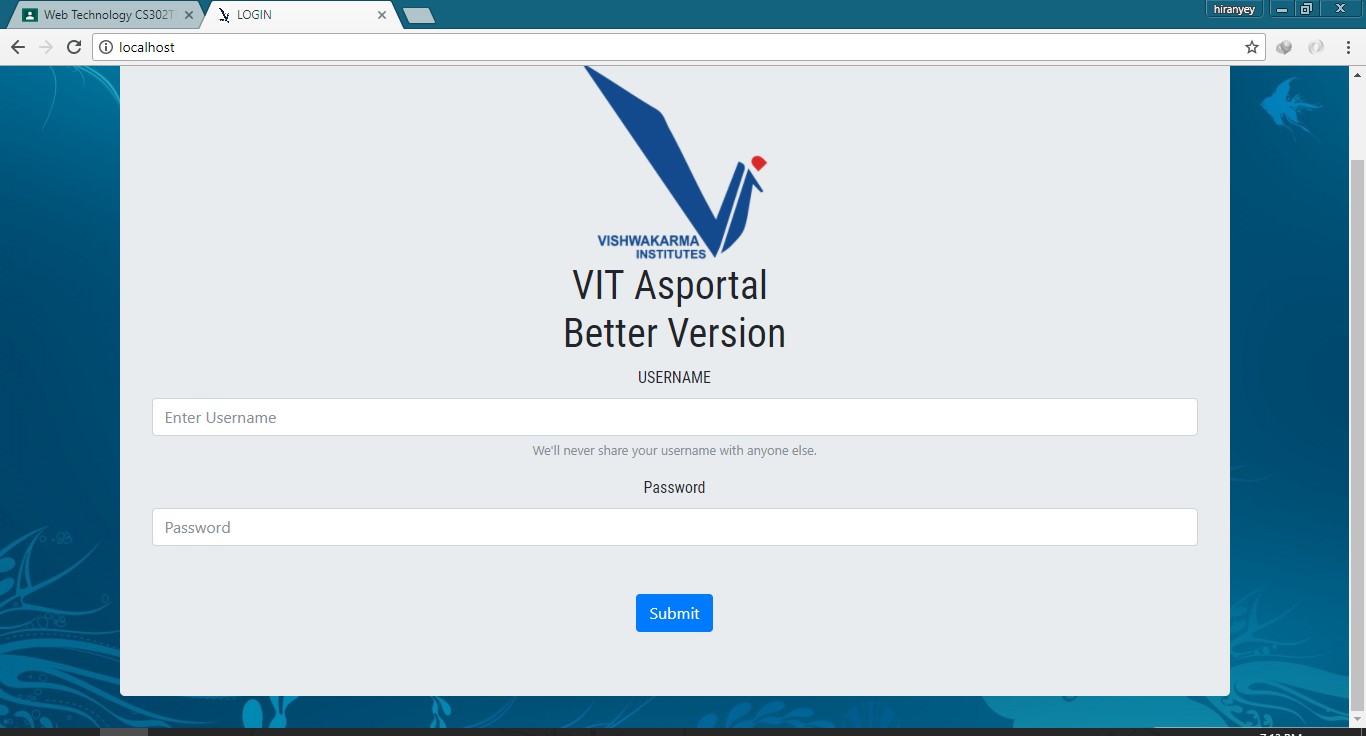 Web Technology CS302T
LOGIN
hiranyey
localhost
VISHWAKARMA
INSTITUTES
VIT Asportal
Better Version
USERNAME
Enter Username
We'll never share your username with anyone else.
Password
Password
Submit